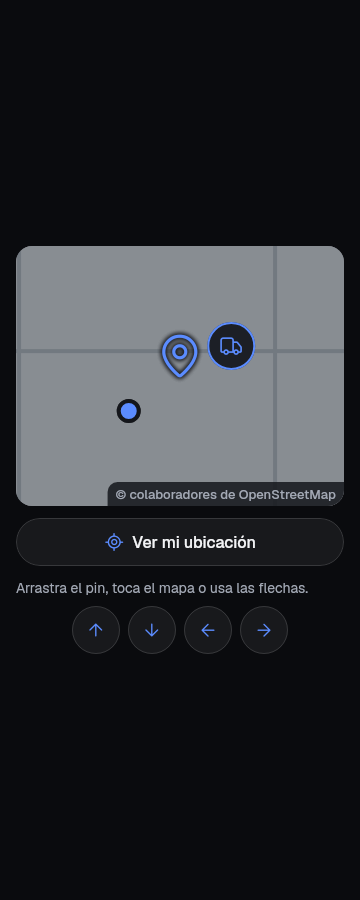 © colaboradores de OpenStreetMap
Ver mi ubicación
Arrastra el pin, toca el mapa o usa las flechas.